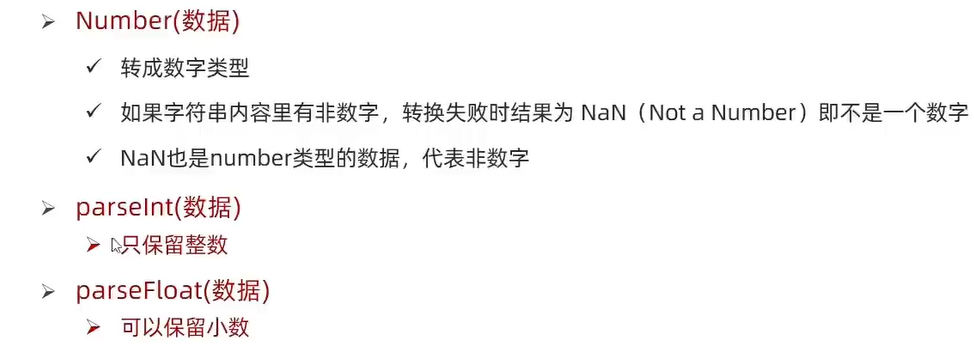 Number(数据)
转成数字类型
如果字符串内容里有非数字，转换失败时结果为 NaN（Not a Number）即不是一个数字
NaN也是number类型的数据，代表非数字
parseInt(数据)
只保留整数
parseFloat(数据)
可以保留小数